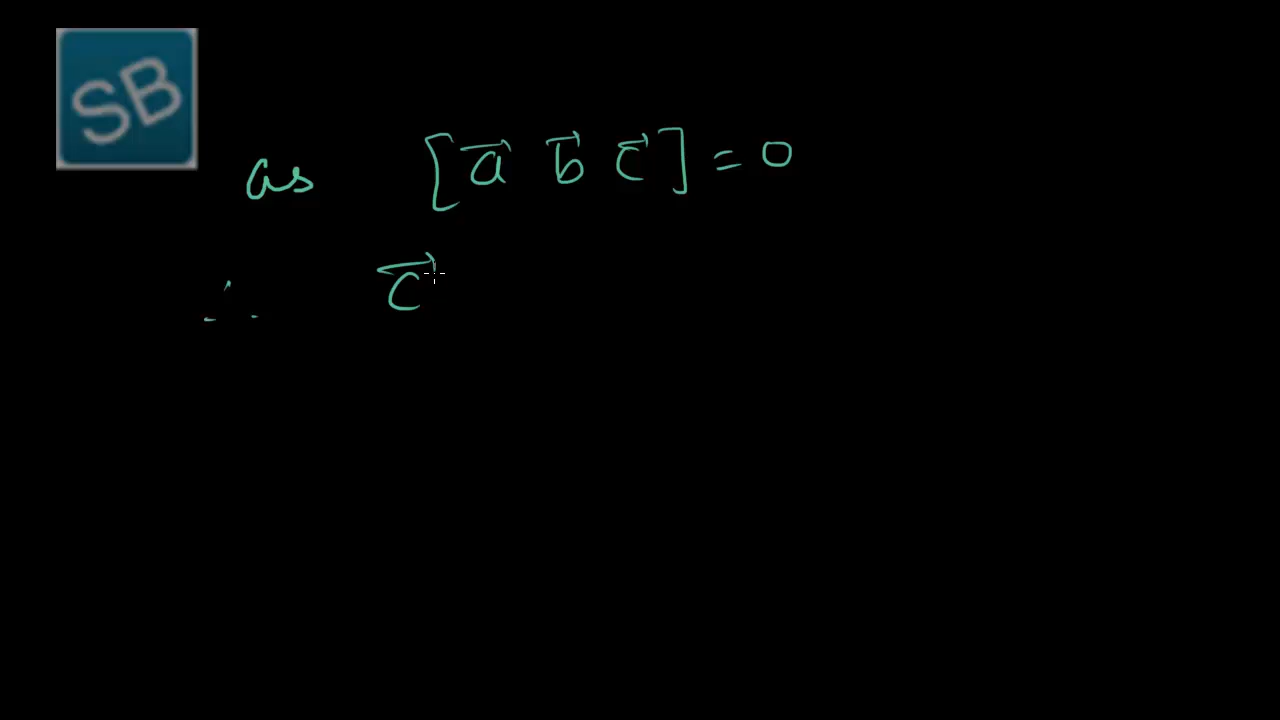 SB
as [a⃗ b⃗ c⃗] = 0
∴ c⃗